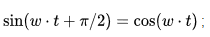 sin(w · t + π/2) = cos(w · t) ;